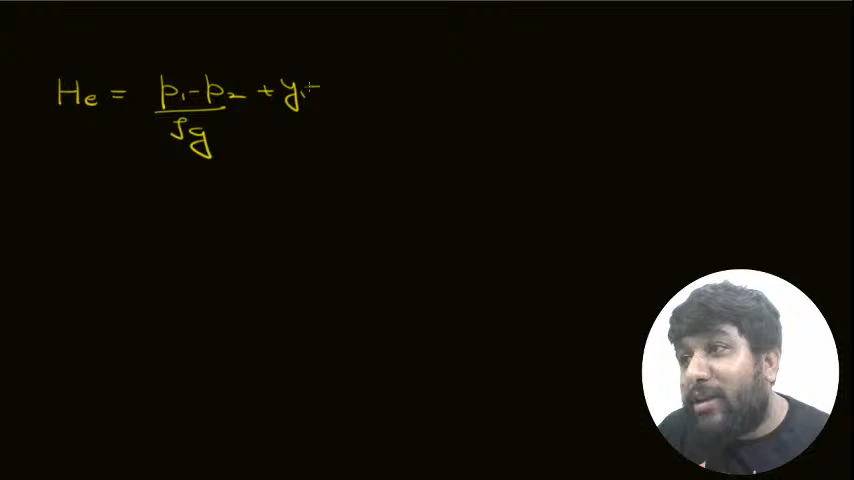 He = p₁-p₂ + y₁-
ρg